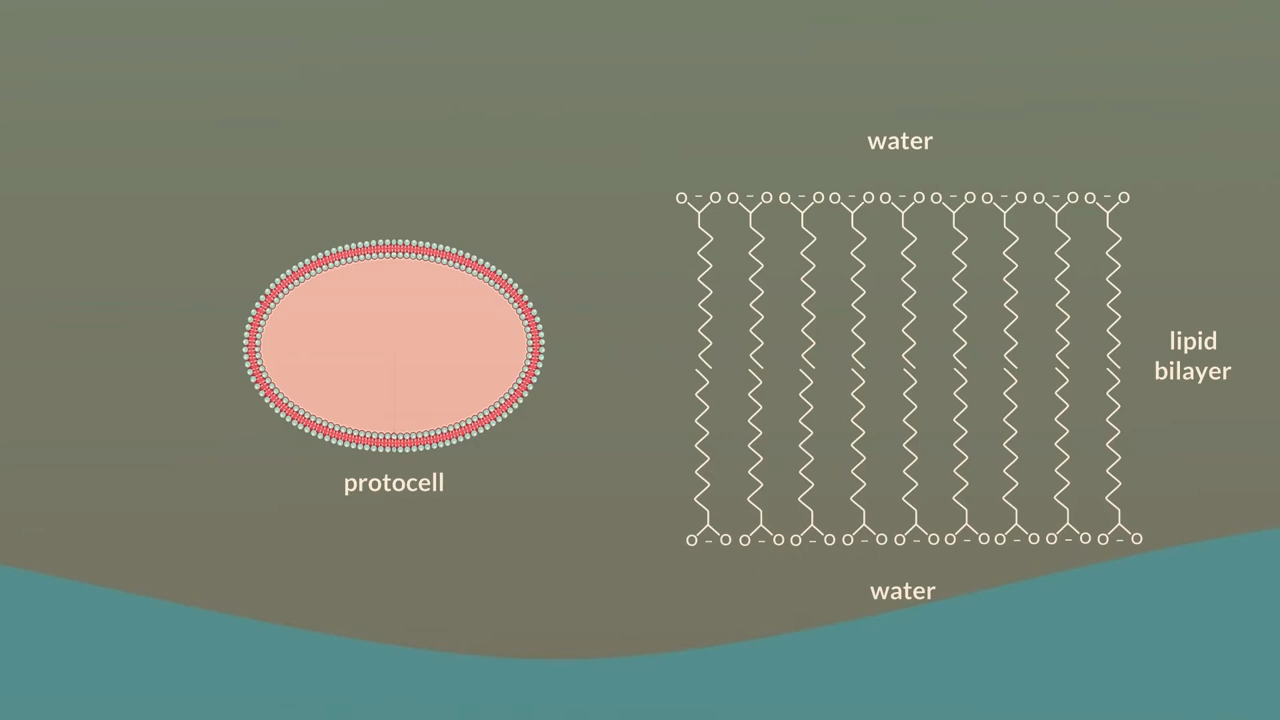 water
O - O O - O O - O O - O O - O O - O O - O O - O O - O
lipid
bilayer
protocell
O - O O - O O - O O - O O - O O - O O - O O - O O - O
water